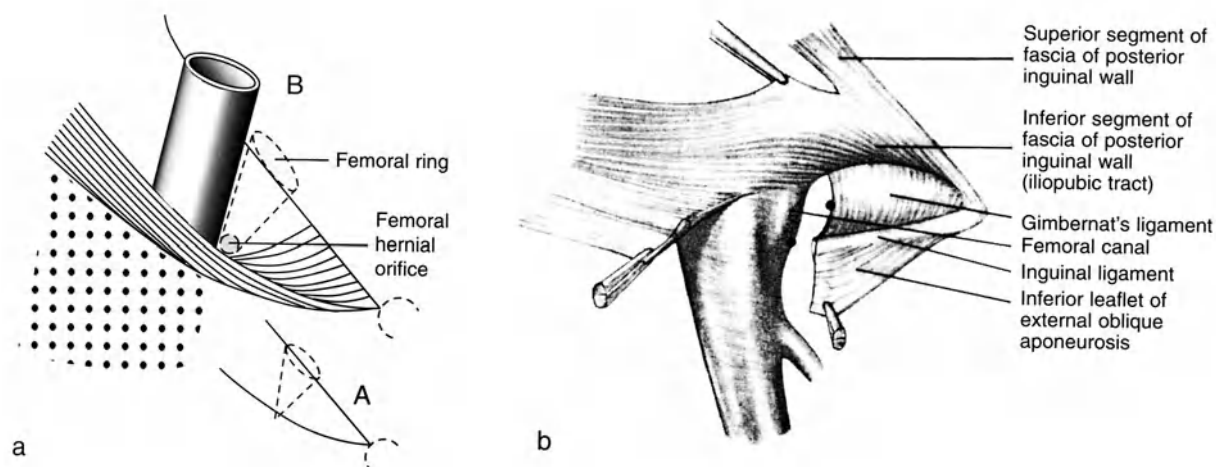 B
Femoral ring
Femoral
hernial
orifice
A
a
Superior segment of
fascia of posterior
inguinal wall
Inferior segment of
fascia of posterior
inguinal wall
(iliopubic tract)
Gimbernat's ligament
Femoral canal
Inguinal ligament
Inferior leaflet of
external oblique
aponeurosis
b